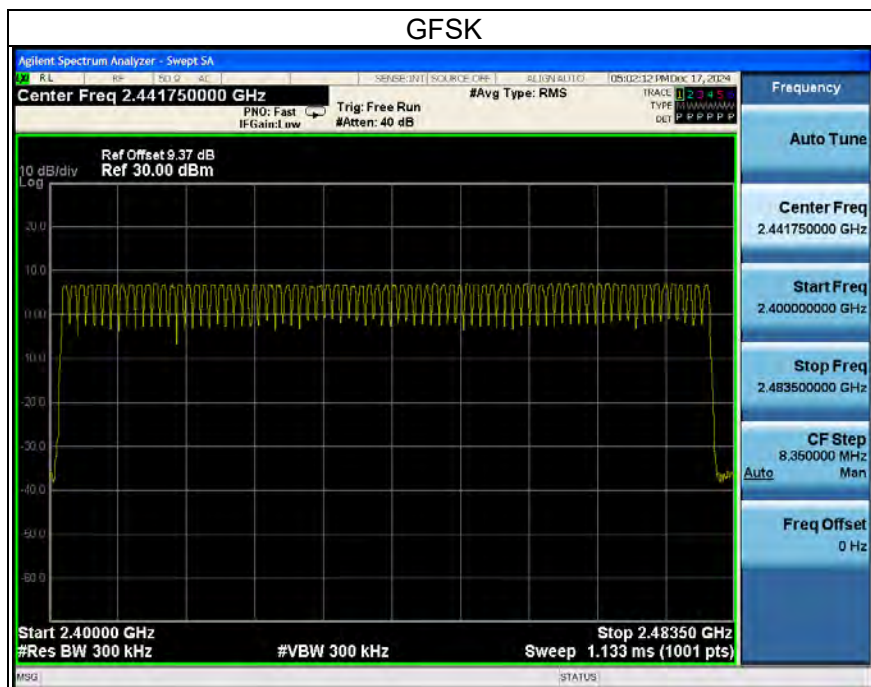 GFSK
Agilent Spectrum Analyzer - Swept SA
RL RF 50 Ω AC SENSE:INT SOURCE OFF ALIGN AUTO 05:02:12 PM Dec 17, 2024
Center Freq 2.441750000 GHz #Avg Type: RMS TRACE 1 2 3 4 5 6
PNO: Fast Trig: Free Run TYPE MWWWWW
IFGain:Low #Atten: 40 dB DET P P P P P P
Ref Offset 9.37 dB
10 dB/div Ref 30.00 dBm
Log
20.0
10.0
0.00
-10.0
-20.0
-30.0
-40.0
-50.0
-60.0
Start 2.40000 GHz Stop 2.48350 GHz
#Res BW 300 kHz #VBW 300 kHz Sweep 1.133 ms (1001 pts)
MSG STATUS
Frequency
Auto Tune
Center Freq
2.441750000 GHz
Start Freq
2.400000000 GHz
Stop Freq
2.483500000 GHz
CF Step
8.350000 MHz
Auto Man
Freq Offset
0 Hz